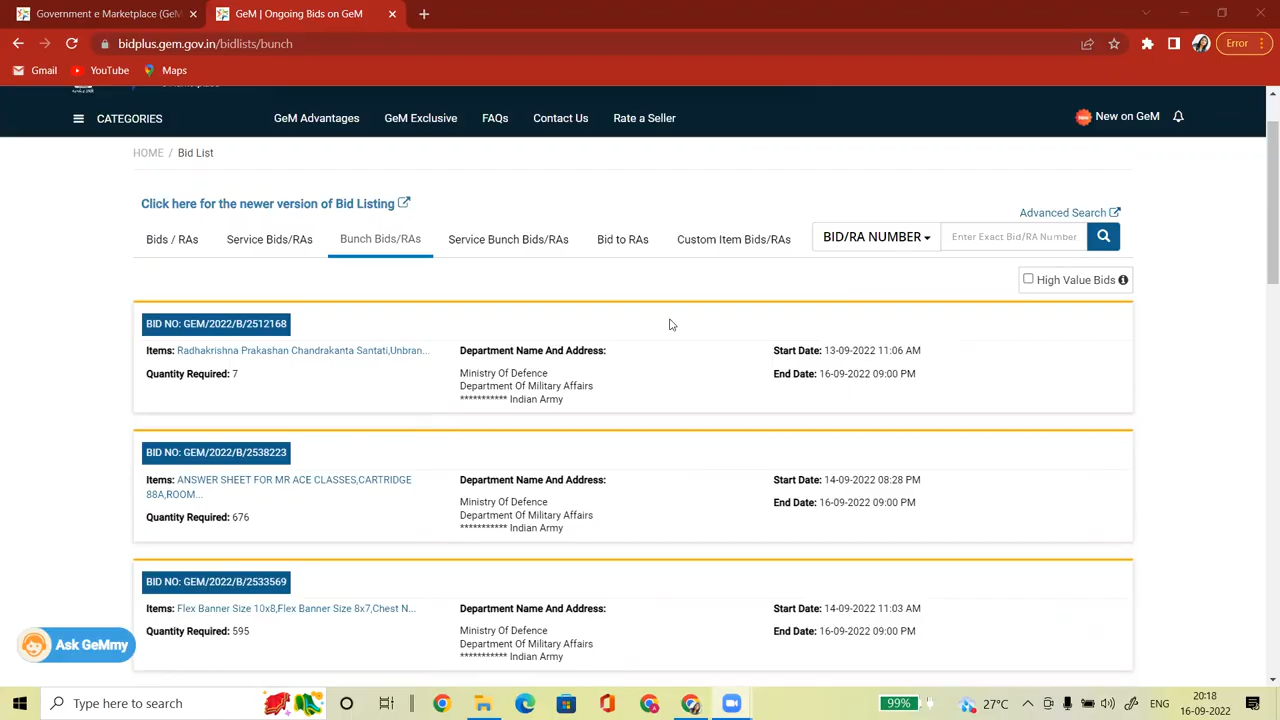 Government e Marketplace (GeM
GeM | Ongoing Bids on GeM
bidplus.gem.gov.in/bidlists/bunch
Error
Gmail
YouTube
Maps
CATEGORIES
GeM Advantages
GeM Exclusive
FAQs
Contact Us
Rate a Seller
New on GeM
HOME / Bid List
Click here for the newer version of Bid Listing
Advanced Search
Bids / RAs
Service Bids/RAs
Bunch Bids/RAs
Service Bunch Bids/RAs
Bid to RAs
Custom Item Bids/RAs
BID/RA NUMBER
Enter Exact Bid/RA Number
High Value Bids
BID NO: GEM/2022/B/2512168
Items: Radhakrishna Prakashan Chandrakanta Santati,Unbran...
Quantity Required: 7
Department Name And Address:
Ministry Of Defence
Department Of Military Affairs
*********** Indian Army
Start Date: 13-09-2022 11:06 AM
End Date: 16-09-2022 09:00 PM
BID NO: GEM/2022/B/2538223
Items: ANSWER SHEET FOR MR ACE CLASSES,CARTRIDGE
88A,ROOM...
Quantity Required: 676
Department Name And Address:
Ministry Of Defence
Department Of Military Affairs
*********** Indian Army
Start Date: 14-09-2022 08:28 PM
End Date: 16-09-2022 09:00 PM
BID NO: GEM/2022/B/2533569
Items: Flex Banner Size 10x8,Flex Banner Size 8x7,Chest N...
Quantity Required: 595
Department Name And Address:
Ministry Of Defence
Department Of Military Affairs
*********** Indian Army
Start Date: 14-09-2022 11:03 AM
End Date: 16-09-2022 09:00 PM
Ask GeMmy
Type here to search
99%
27°C
ENG
20:18
16-09-2022